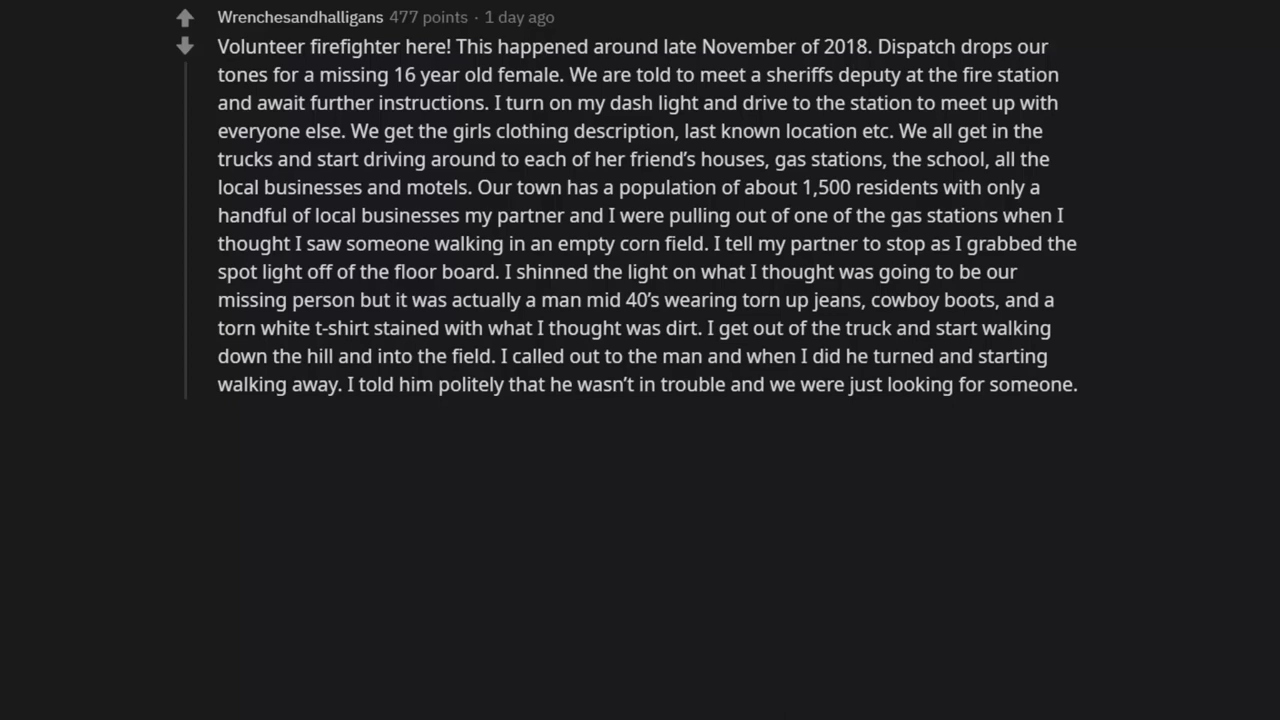 Wrenchesandhalligans 477 points · 1 day ago
Volunteer firefighter here! This happened around late November of 2018. Dispatch drops our
tones for a missing 16 year old female. We are told to meet a sheriffs deputy at the fire station
and await further instructions. I turn on my dash light and drive to the station to meet up with
everyone else. We get the girls clothing description, last known location etc. We all get in the
trucks and start driving around to each of her friend’s houses, gas stations, the school, all the
local businesses and motels. Our town has a population of about 1,500 residents with only a
handful of local businesses my partner and I were pulling out of one of the gas stations when I
thought I saw someone walking in an empty corn field. I tell my partner to stop as I grabbed the
spot light off of the floor board. I shinned the light on what I thought was going to be our
missing person but it was actually a man mid 40’s wearing torn up jeans, cowboy boots, and a
torn white t-shirt stained with what I thought was dirt. I get out of the truck and start walking
down the hill and into the field. I called out to the man and when I did he turned and starting
walking away. I told him politely that he wasn’t in trouble and we were just looking for someone.